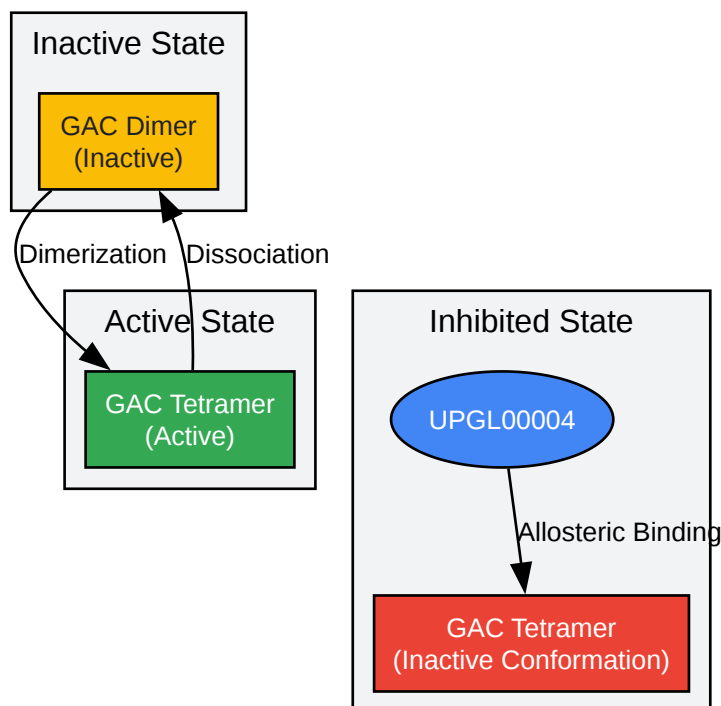 Inactive State
GAC Dimer
(Inactive)
Dimerization
Dissociation
Active State
GAC Tetramer
(Active)
Inhibited State
UPGL00004
Allosteric Binding
GAC Tetramer
(Inactive Conformation)